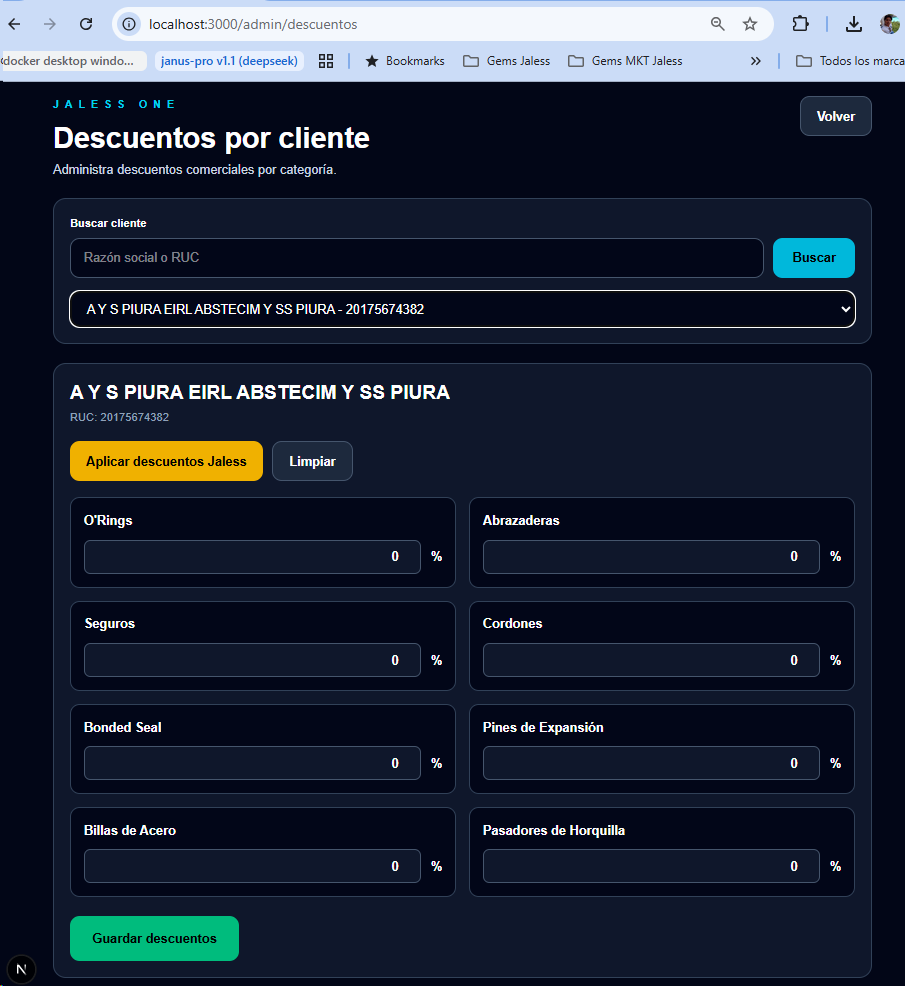 localhost:3000/admin/descuentos
docker desktop windo...
janus-pro v1.1 (deepseek)
Bookmarks
Gems Jaless
Gems MKT Jaless
»
Todos los marca
JALESS ONE
Descuentos por cliente
Administra descuentos comerciales por categoría.
Volver
Buscar cliente
Razón social o RUC
Buscar
A Y S PIURA EIRL ABSTECIM Y SS PIURA - 20175674382
A Y S PIURA EIRL ABSTECIM Y SS PIURA
RUC: 20175674382
Aplicar descuentos Jaless
Limpiar
O'Rings
0 %
Abrazaderas
0 %
Seguros
0 %
Cordones
0 %
Bonded Seal
0 %
Pines de Expansión
0 %
Billas de Acero
0 %
Pasadores de Horquilla
0 %
Guardar descuentos
N